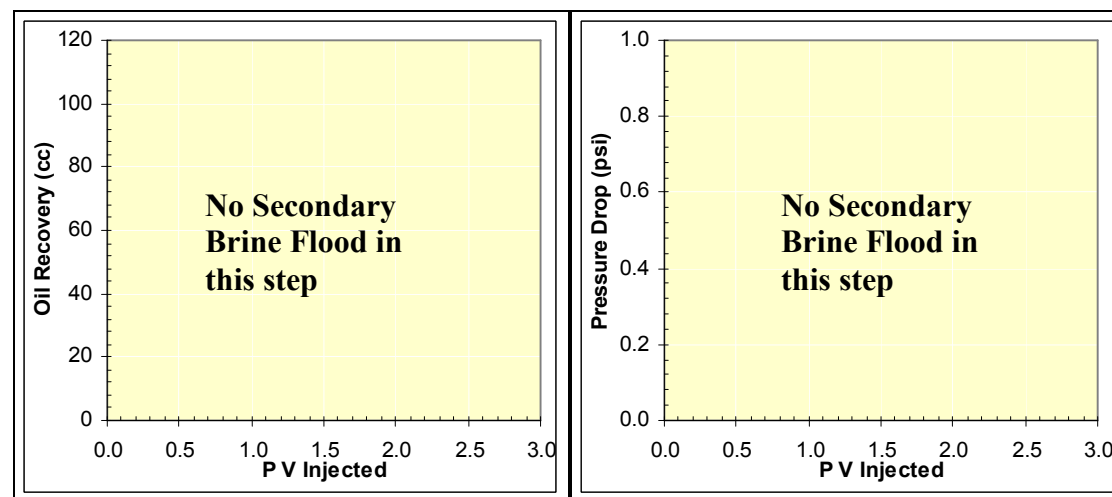 Oil Recovery (cc)
120
100
80
60
40
20
0
No Secondary
Brine Flood in
this step
0.0 0.5 1.0 1.5 2.0 2.5 3.0
P V Injected
Pressure Drop (psi)
1.0
0.8
0.6
0.4
0.2
0.0
No Secondary
Brine Flood in
this step
0.0 0.5 1.0 1.5 2.0 2.5 3.0
P V Injected